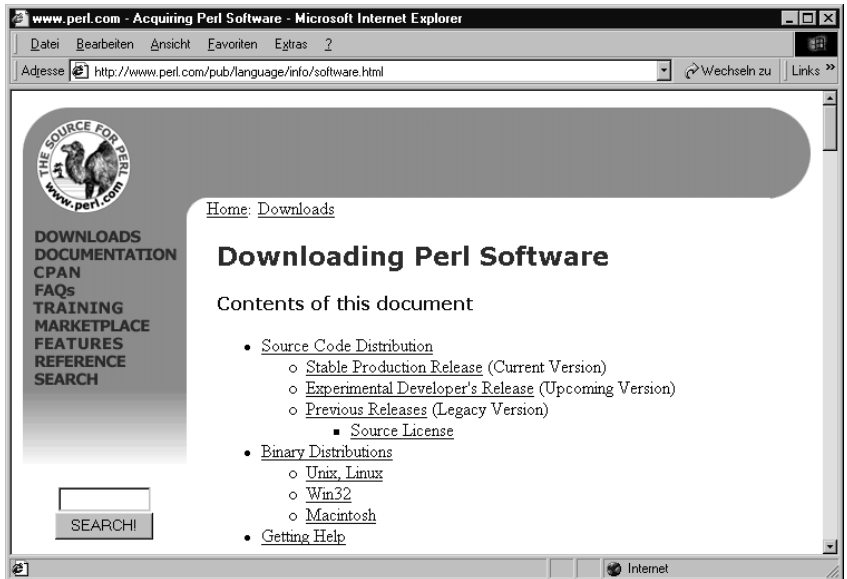 www.perl.com - Acquiring Perl Software - Microsoft Internet Explorer
Datei Bearbeiten Ansicht Favoriten Extras ?
Adresse http://www.perl.com/pub/language/info/software.html Wechseln zu Links »
THE SOURCE FOR PERL
www.perl.com
Home: Downloads
DOWNLOADS
DOCUMENTATION
CPAN
FAQs
TRAINING
MARKETPLACE
FEATURES
REFERENCE
SEARCH
SEARCH!
Downloading Perl Software
Contents of this document
Source Code Distribution
Stable Production Release (Current Version)
Experimental Developer's Release (Upcoming Version)
Previous Releases (Legacy Version)
Source License
Binary Distributions
Unix, Linux
Win32
Macintosh
Getting Help
Internet